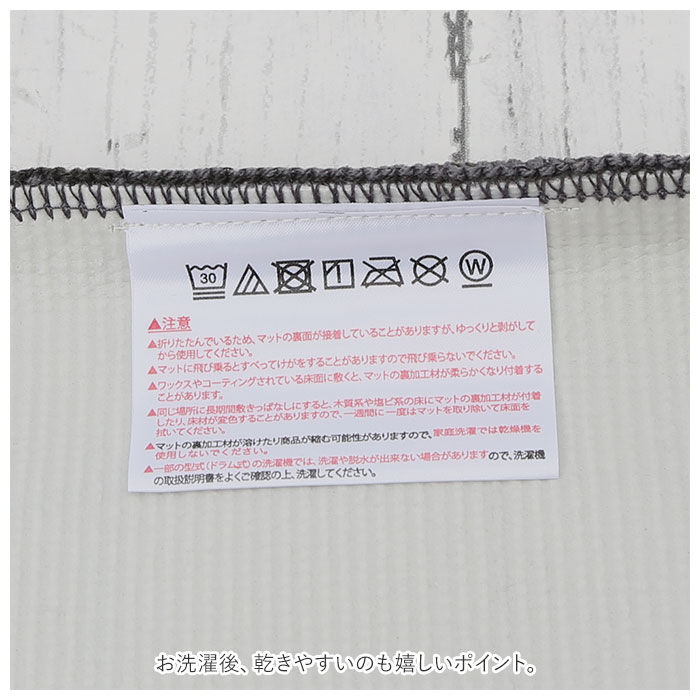 30
W
▲注意
▲折りたたんでいるため、マットの裏面が接着していることがありますが、ゆっくりと剥がして
から使用してください。
▲マットに飛び乗るとすべってけがをすることがありますので飛び乗らないでください。
▲ワックスやコーティングされている床面に敷くと、マットの裏加工材が柔らかくなり付着する
ことがあります。
▲同じ場所に長期間敷きっぱなしにすると、木質系や塩ビ系の床にマットの裏加工材が付着
したり、床材が変色することがありますので、一週間に一度はマットを取り除いて床面を
拭いてください。
▲マットの裏加工材が溶けたり商品が縮む可能性がありますので、家庭洗濯では乾燥機を
使用しないでください。
▲一部の型式(ドラム式)の洗濯機では、洗濯や脱水が出来ない場合がありますので、洗濯機
の取扱説明書をよくご確認の上、洗濯してください。
お洗濯後、乾きやすいのも嬉しいポイント。